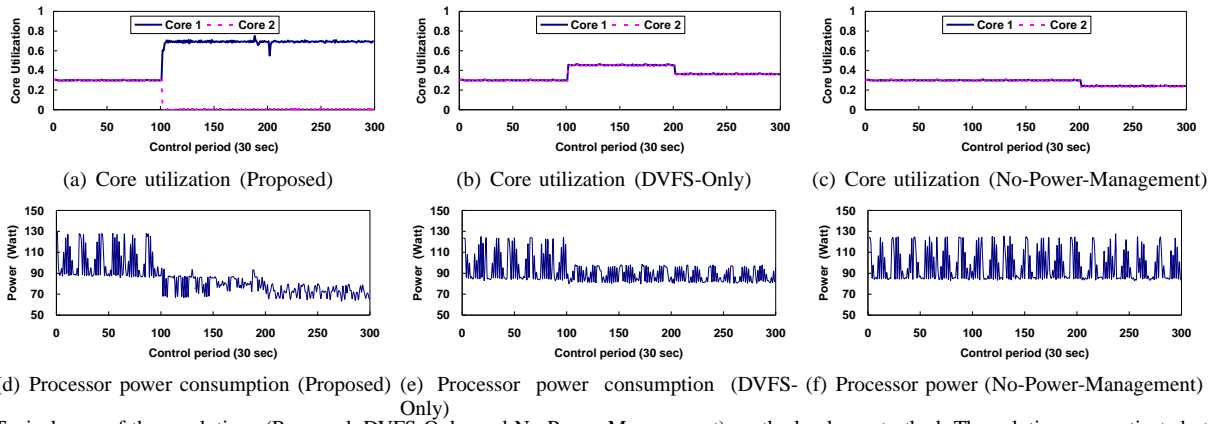 Core 1 Core 2
1
0.8
0.6
0.4
0.2
0
Core Utilization
0 50 100 150 200 250 300
Control period (30 sec)
(a) Core utilization (Proposed)
Core 1 Core 2
1
0.8
0.6
0.4
0.2
0
Core Utilization
0 50 100 150 200 250 300
Control period (30 sec)
(b) Core utilization (DVFS-Only)
Core 1 Core 2
1
0.8
0.6
0.4
0.2
0
Core Utilization
0 50 100 150 200 250 300
Control period (30 sec)
(c) Core utilization (No-Power-Management)
150
130
110
90
70
50
Power (Watt)
0 50 100 150 200 250 300
Control period (30 sec)
(d) Processor power consumption (Proposed)
150
130
110
90
70
50
Power (Watt)
0 50 100 150 200 250 300
Control period (30 sec)
(e) Processor power consumption (DVFS-
Only)
150
130
110
90
70
50
Power (Watt)
0 50 100 150 200 250 300
Control period (30 sec)
(f) Processor power (No-Power-Management)